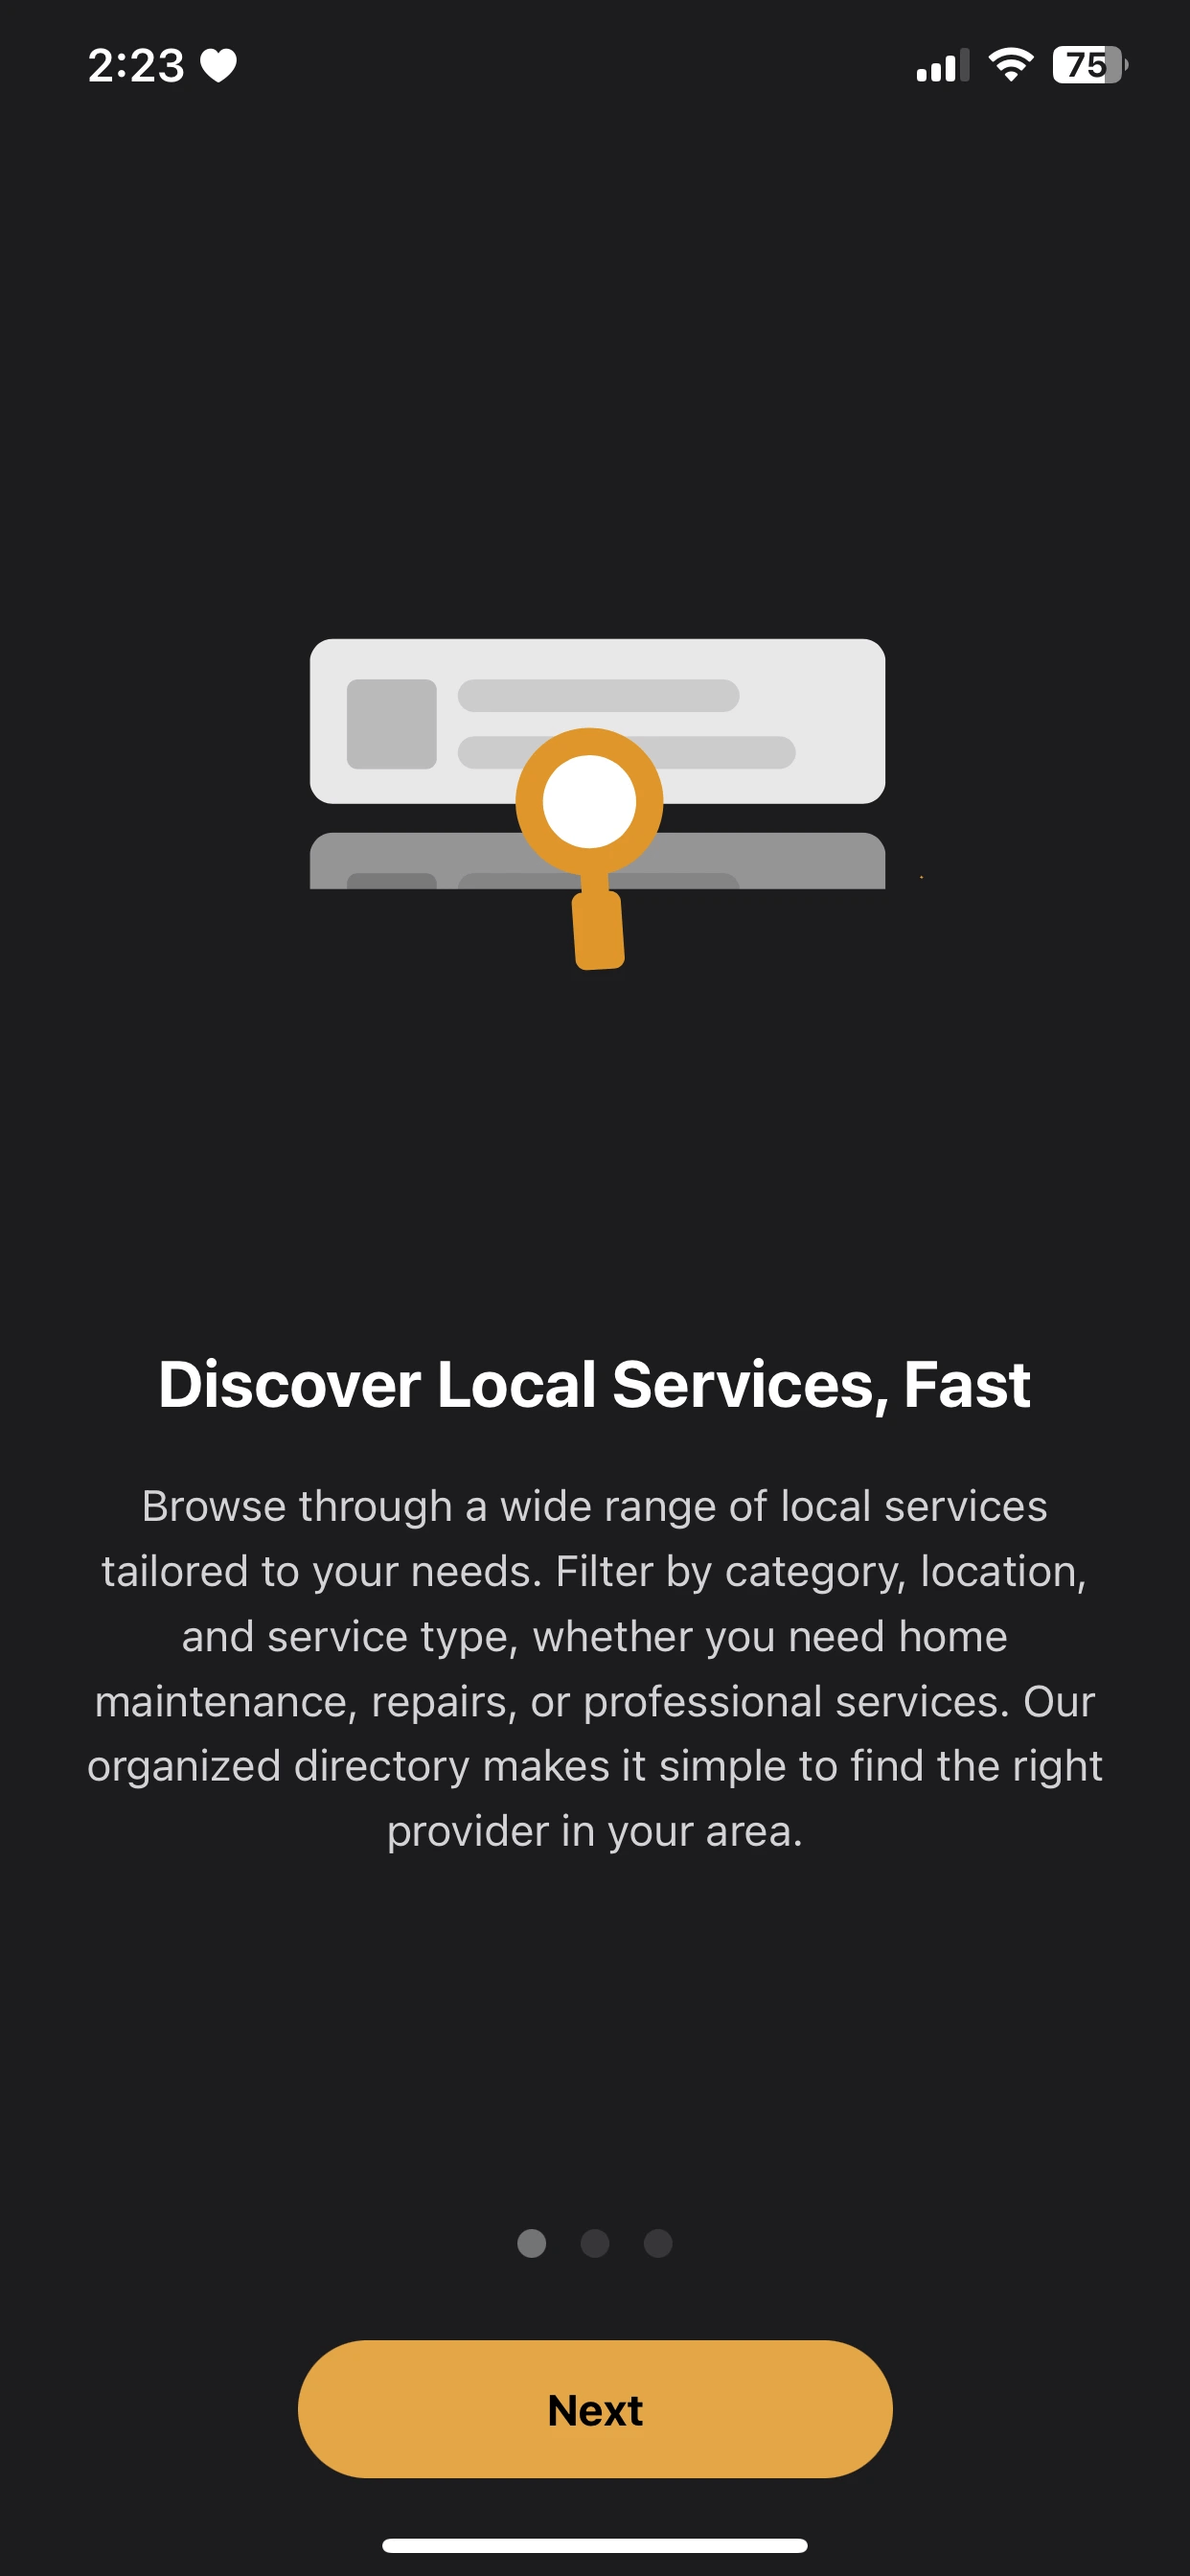 2:23
75
Discover Local Services, Fast
Browse through a wide range of local services
tailored to your needs. Filter by category, location,
and service type, whether you need home
maintenance, repairs, or professional services. Our
organized directory makes it simple to find the right
provider in your area.
Next